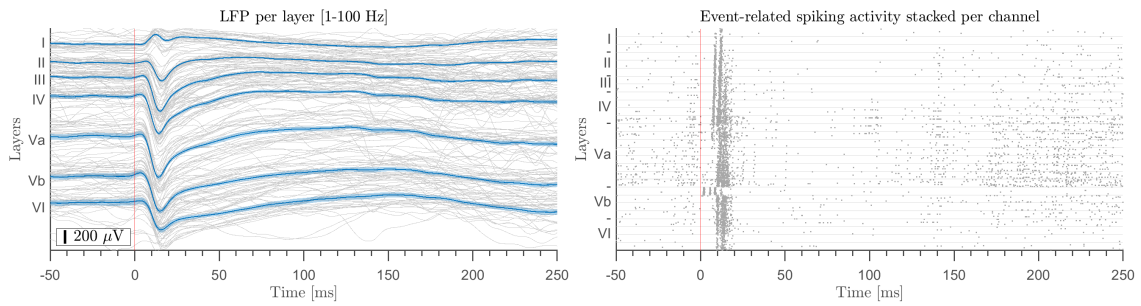 LFP per layer [1-100 Hz]
Layers
I
II
III
IV
Va
Vb
VI
200 μV
-50 0 50 100 150 200 250
Time [ms]
Event-related spiking activity stacked per channel
Layers
I
-
II
-
III
IV
-
Va
-
Vb
-
VI
-50 0 50 100 150 200 250
Time [ms]